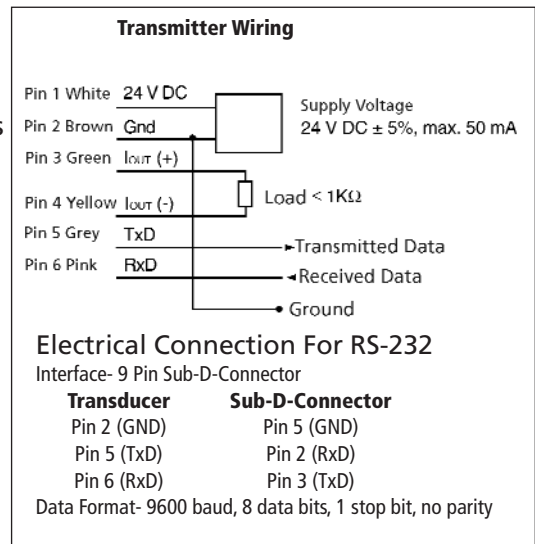 Transmitter Wiring
Pin 1 White 24 V DC
Supply Voltage
24 V DC ± 5%, max. 50 mA
s
Pin 2 Brown Gnd
Pin 3 Green IOUT (+)
Load < 1KΩ
Pin 4 Yellow IOUT (-)
Pin 5 Grey TxD
Transmitted Data
Pin 6 Pink RxD
Received Data
Ground
Electrical Connection For RS-232
Interface- 9 Pin Sub-D-Connector
Transducer Sub-D-Connector
Pin 2 (GND) Pin 5 (GND)
Pin 5 (TxD) Pin 2 (RxD)
Pin 6 (RxD) Pin 3 (TxD)
Data Format- 9600 baud, 8 data bits, 1 stop bit, no parity